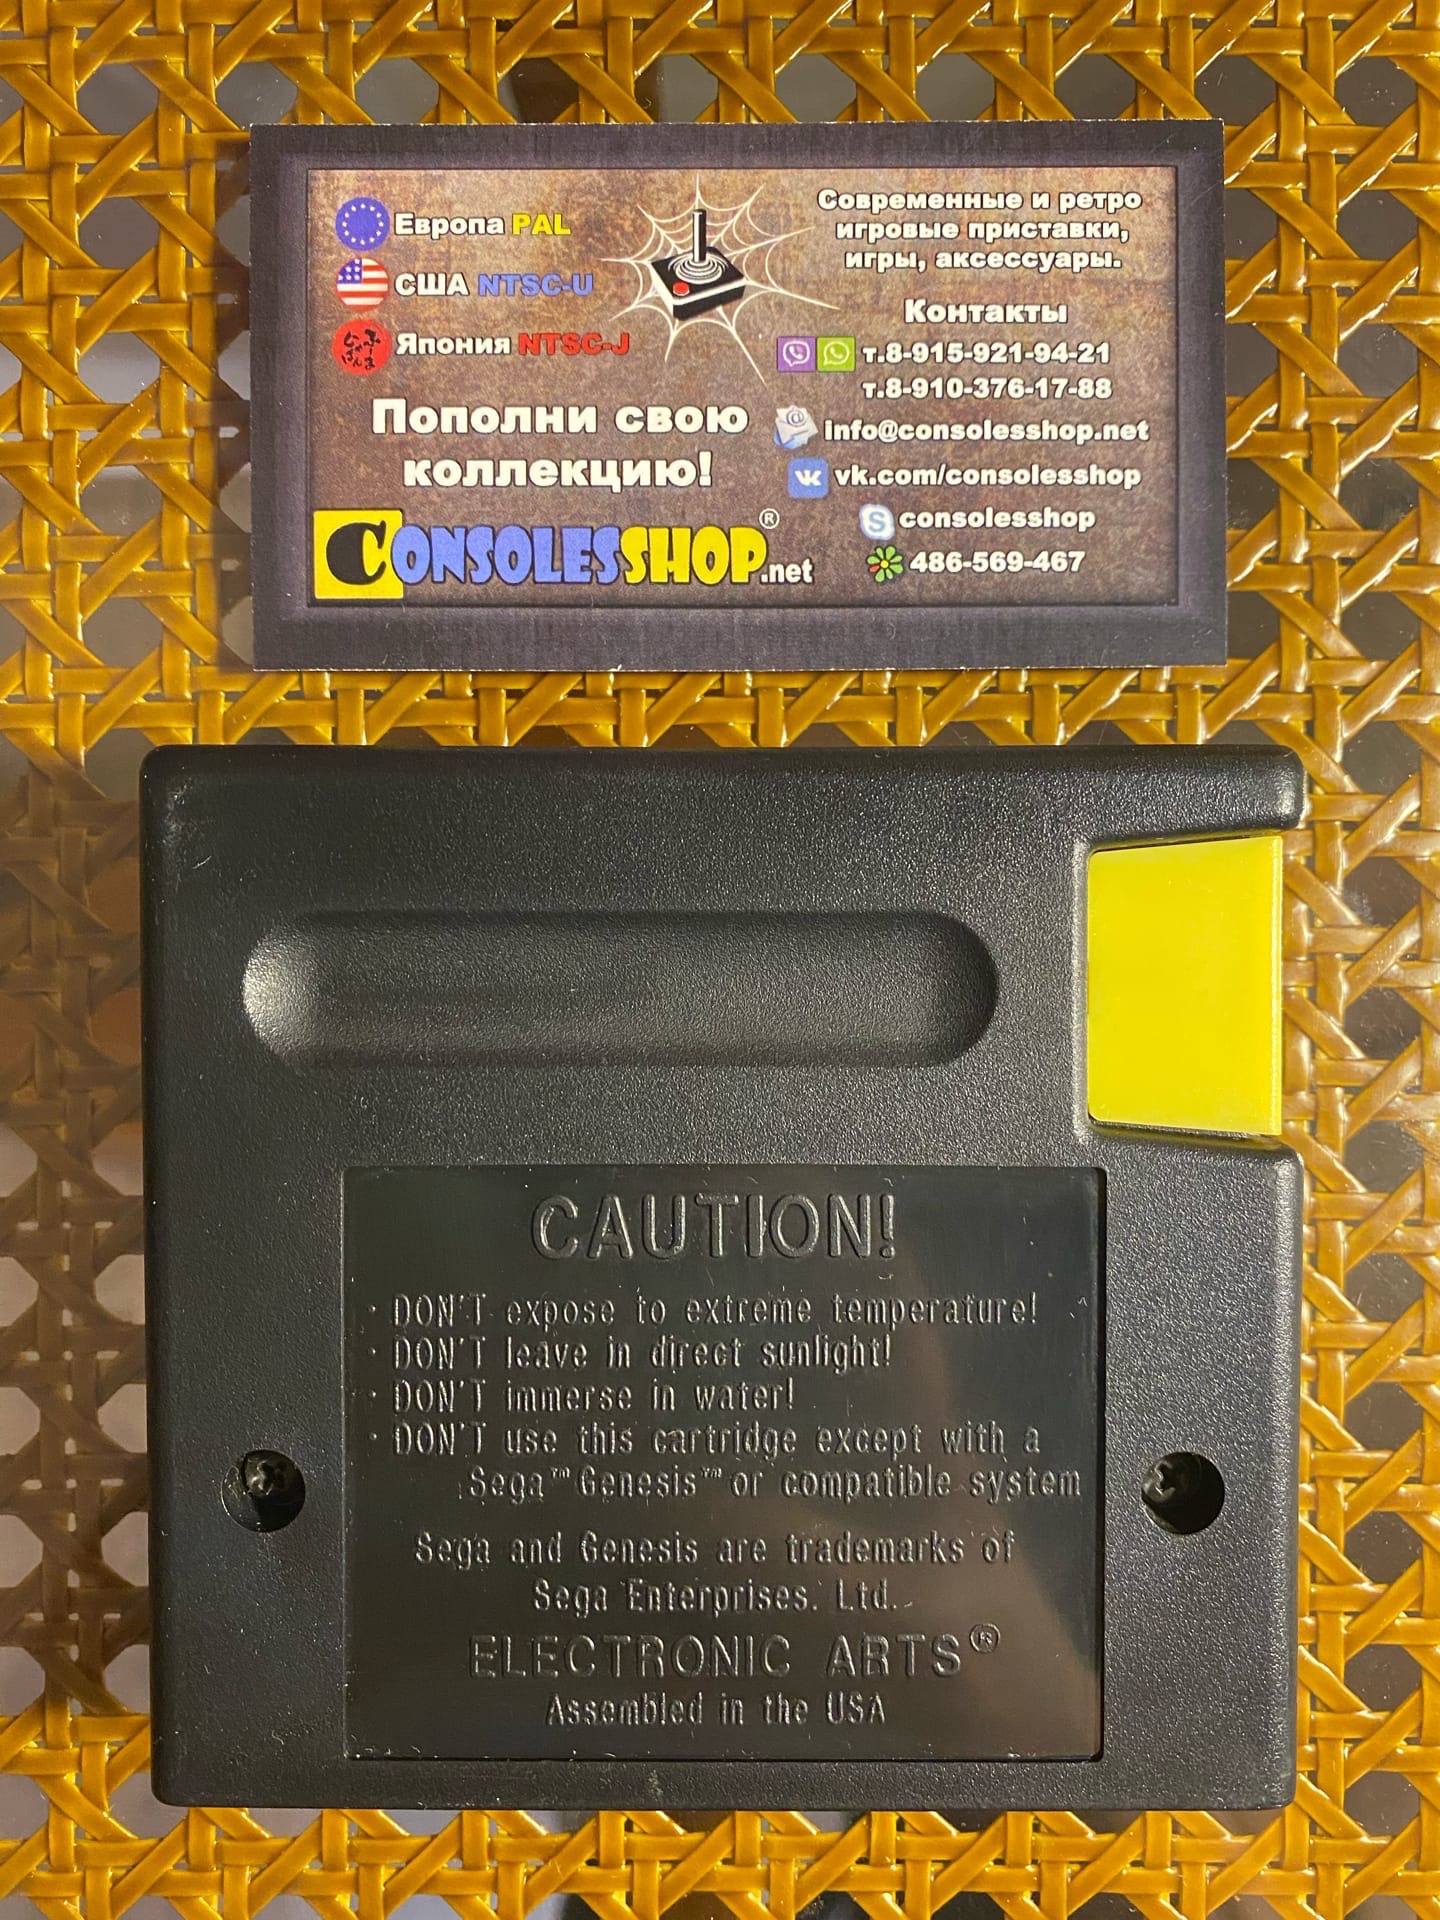 Европа PAL
США NTSC-U
Япония NTSC-J
Пополни свою
коллекцию!
CONSOLESSHOP.net ®
Современные и ретро
игровые приставки,
игры, аксессуары.
Контакты
т.8-915-921-94-21
т.8-910-376-17-88
info@consolesshop.net
vk.com/consolesshop
consolesshop
486-569-467
CAUTION!
· DON'T expose to extreme temperature!
· DON'T leave in direct sunlight!
· DON'T immerse in water!
· DON'T use this cartridge except with a
Sega™ Genesis™ or compatible system
Sega and Genesis are trademarks of
Sega Enterprises, Ltd.
ELECTRONIC ARTS®
Assembled in the USA